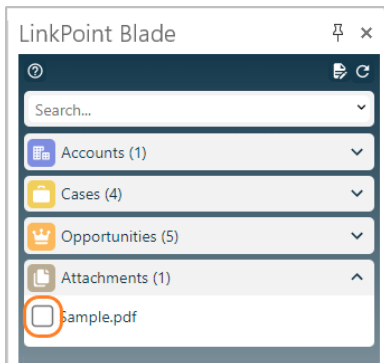 LinkPoint Blade
Search...
Accounts (1)
Cases (4)
Opportunities (5)
Attachments (1)
Sample.pdf